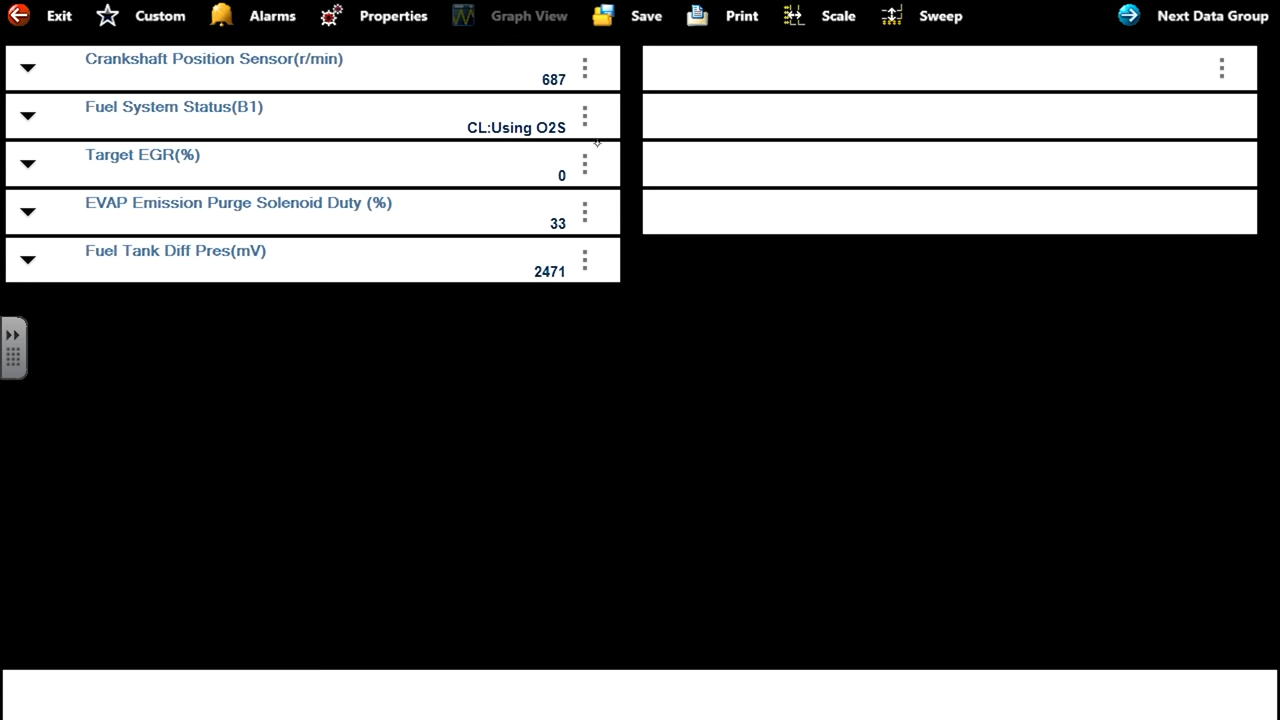 Exit Custom Alarms Properties Graph View Save Print Scale Sweep Next Data Group
Crankshaft Position Sensor(r/min)
687
Fuel System Status(B1)
CL:Using O2S
Target EGR(%)
0
EVAP Emission Purge Solenoid Duty (%)
33
Fuel Tank Diff Pres(mV)
2471